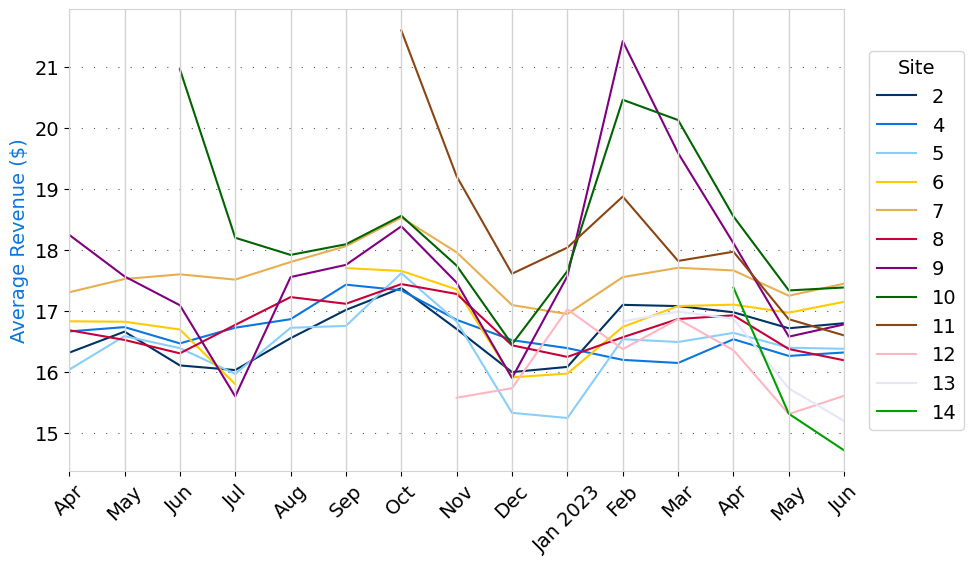 Average Revenue ($)
21
20
19
18
17
16
15
Apr
May
Jun
Jul
Aug
Sep
Oct
Nov
Dec
Jan 2023
Feb
Mar
Apr
May
Jun
Site
2
4
5
6
7
8
9
10
11
12
13
14